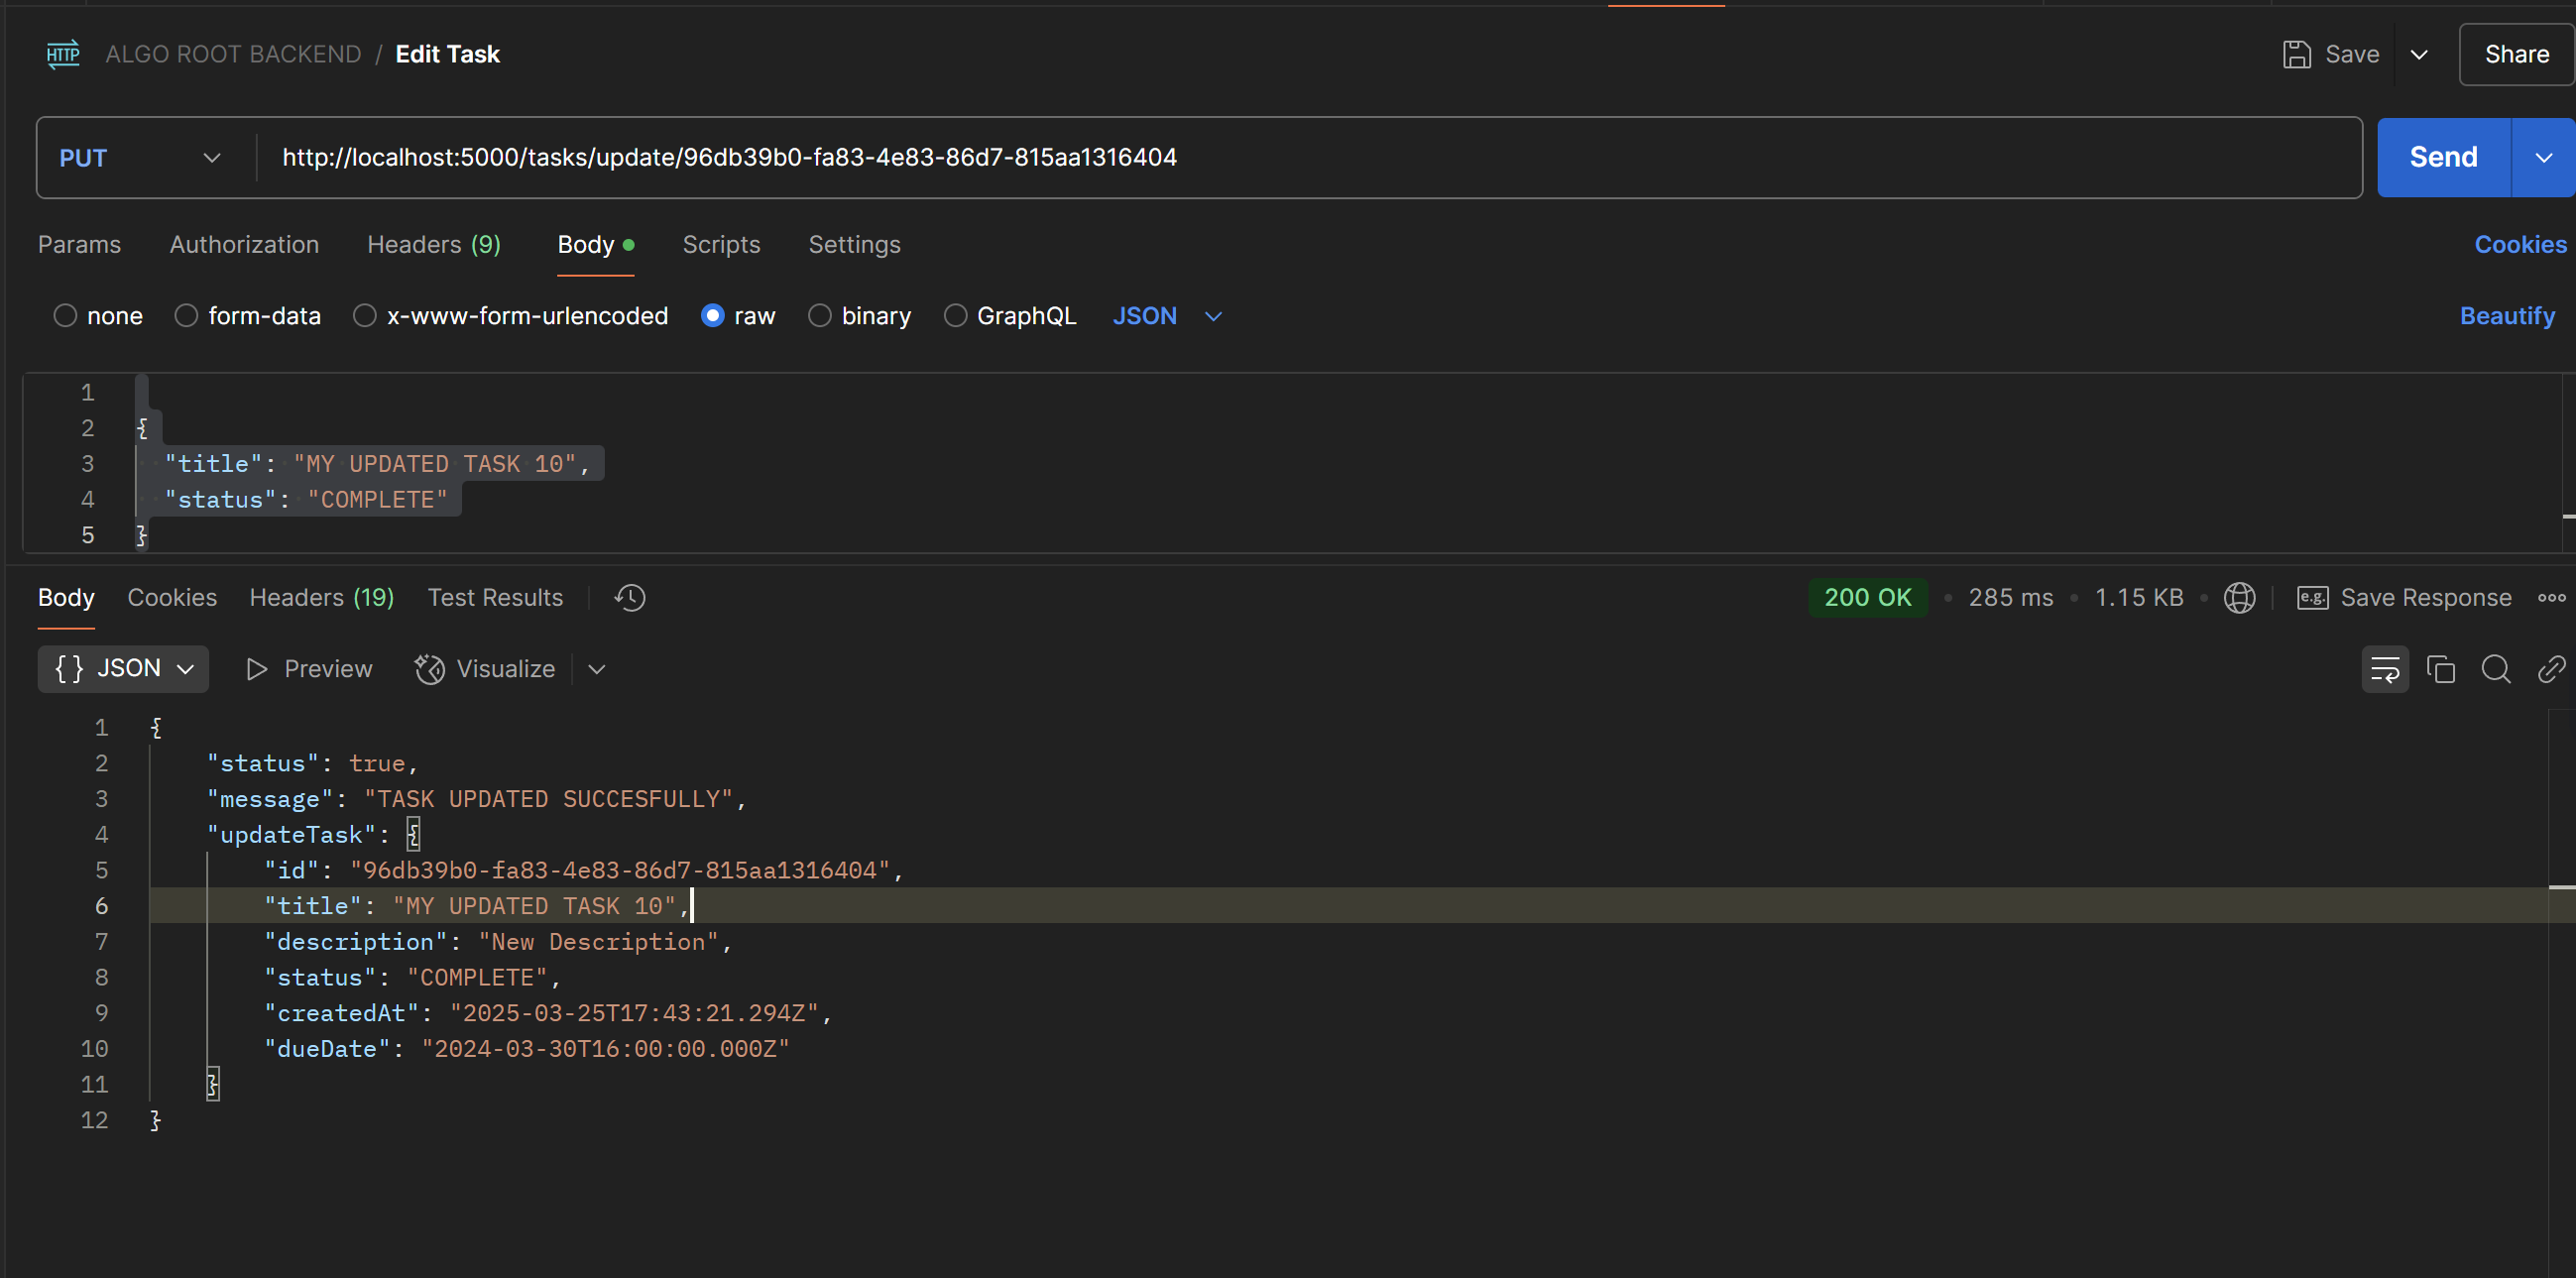 HTTP ALGO ROOT BACKEND / Edit Task Save Share
PUT http://localhost:5000/tasks/update/96db39b0-fa83-4e83-86d7-815aa1316404 Send
Params Authorization Headers (9) Body Scripts Settings Cookies
none form-data x-www-form-urlencoded raw binary GraphQL JSON Beautify
1
2 {
3 "title": "MY UPDATED TASK 10",
4 "status": "COMPLETE"
5 }
Body Cookies Headers (19) Test Results 200 OK • 285 ms • 1.15 KB • e.g. Save Response
{} JSON Preview Visualize
1 {
2 "status": true,
3 "message": "TASK UPDATED SUCCESFULLY",
4 "updateTask": {
5 "id": "96db39b0-fa83-4e83-86d7-815aa1316404",
6 "title": "MY UPDATED TASK 10",
7 "description": "New Description",
8 "status": "COMPLETE",
9 "createdAt": "2025-03-25T17:43:21.294Z",
10 "dueDate": "2024-03-30T16:00:00.000Z"
11 }
12 }